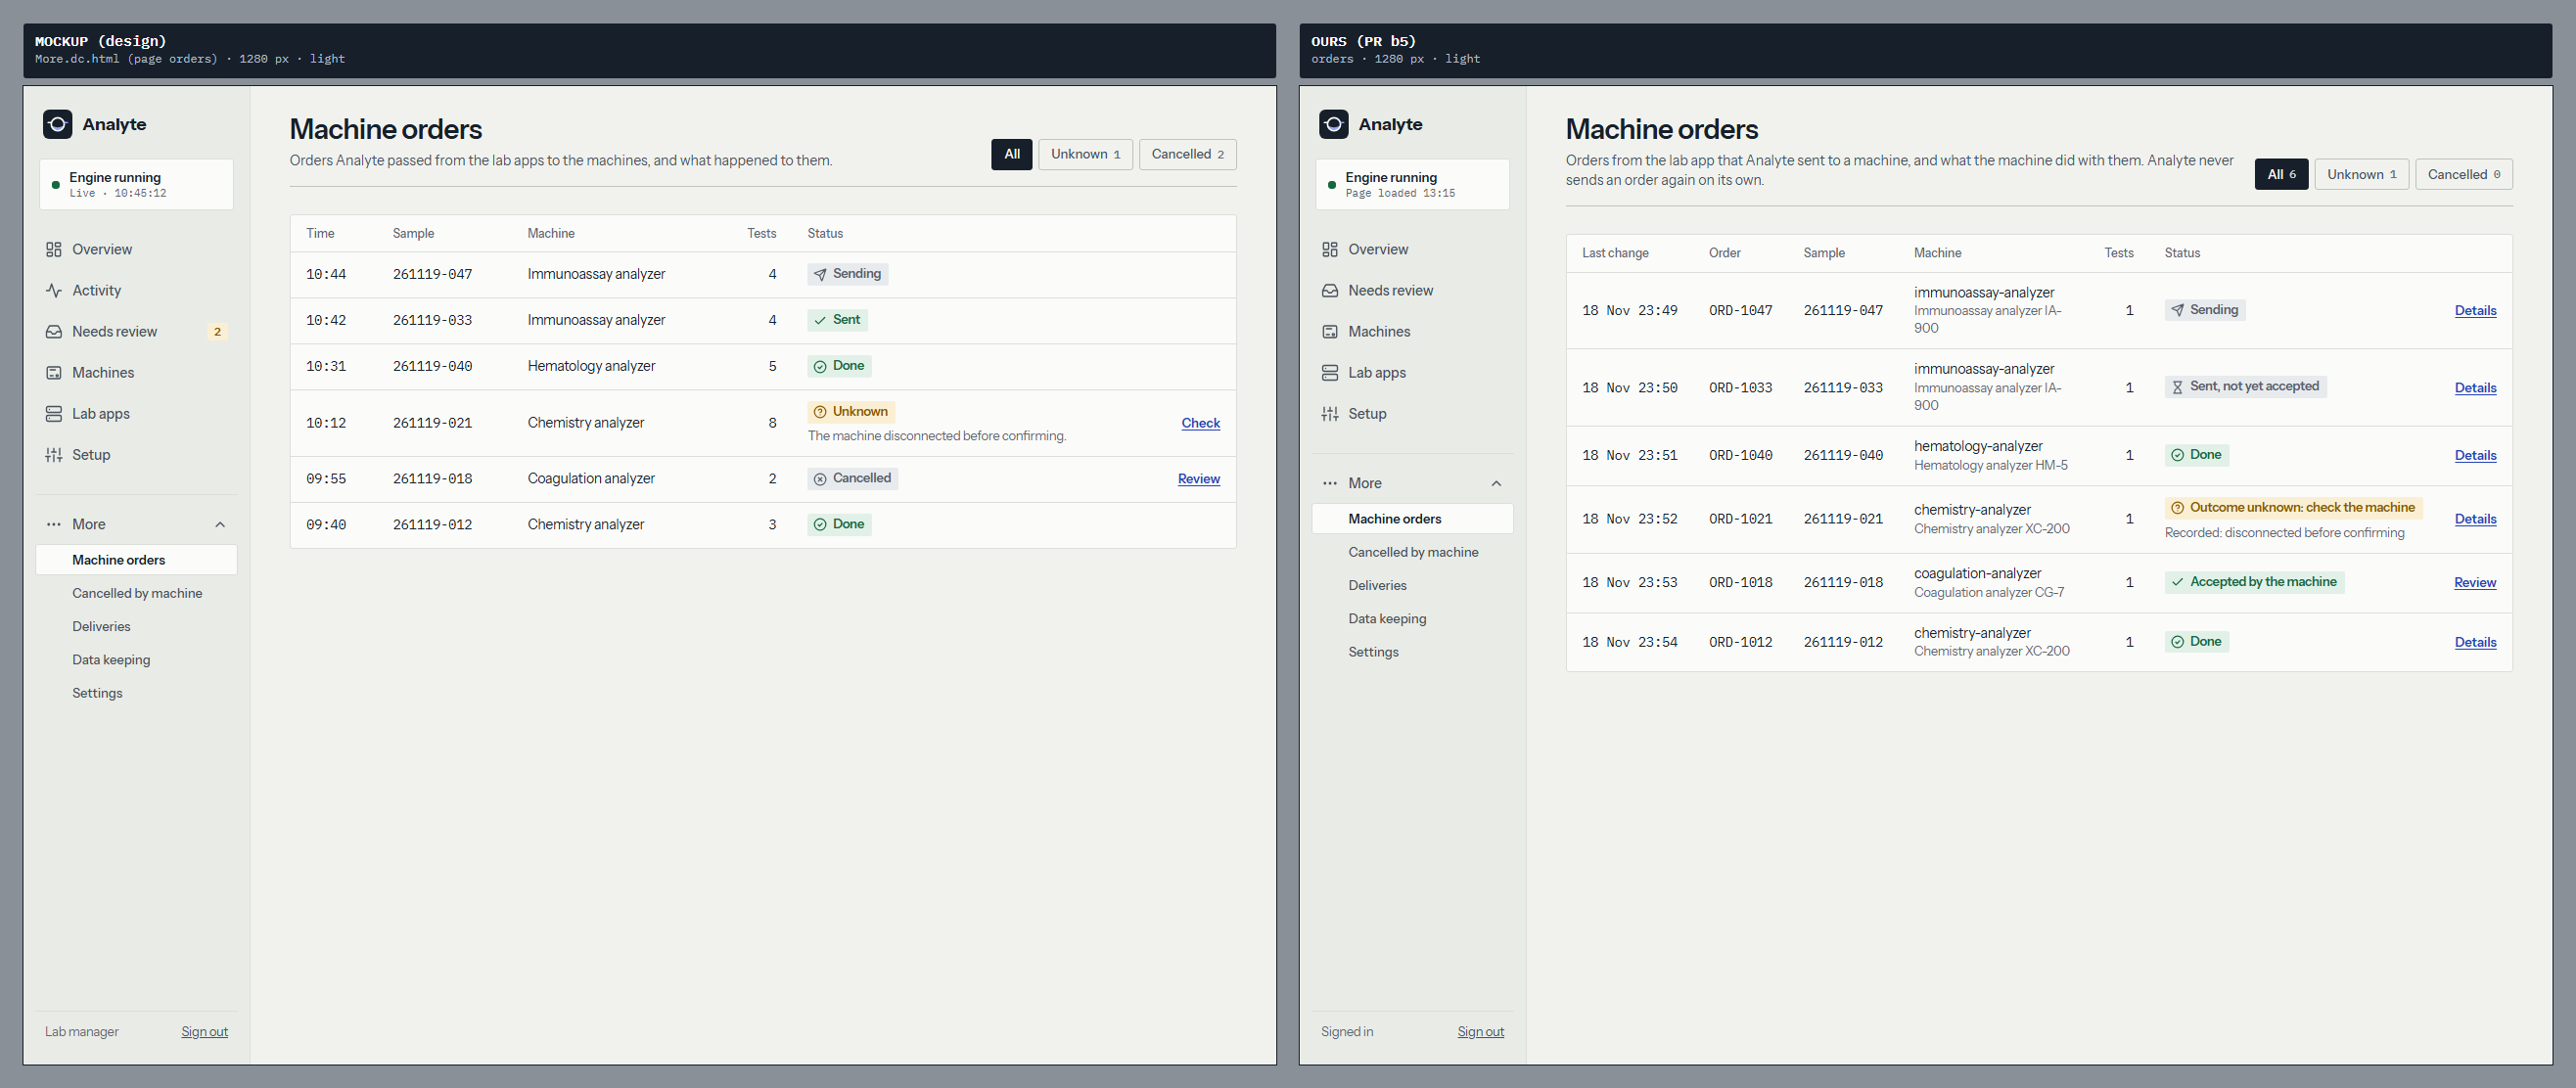 MOCKUP (design)
More.dc.html (page orders) · 1280 px · light
Analyte
Engine running
Live · 10:45:12
Overview
Activity
Needs review 2
Machines
Lab apps
Setup
More
Machine orders
Cancelled by machine
Deliveries
Data keeping
Settings
Lab manager Sign out
Machine orders
Orders Analyte passed from the lab apps to the machines, and what happened to them.
All Unknown 1 Cancelled 2
Time Sample Machine Tests Status
10:44 261119-047 Immunoassay analyzer 4 Sending
10:42 261119-033 Immunoassay analyzer 4 Sent
10:31 261119-040 Hematology analyzer 5 Done
10:12 261119-021 Chemistry analyzer 8 Unknown Check
The machine disconnected before confirming.
09:55 261119-018 Coagulation analyzer 2 Cancelled Review
09:40 261119-012 Chemistry analyzer 3 Done
OURS (PR b5)
orders · 1280 px · light
Analyte
Engine running
Page loaded 13:15
Overview
Needs review
Machines
Lab apps
Setup
More
Machine orders
Cancelled by machine
Deliveries
Data keeping
Settings
Signed in Sign out
Machine orders
Orders from the lab app that Analyte sent to a machine, and what the machine did with them. Analyte never
sends an order again on its own.
All 6 Unknown 1 Cancelled 0
Last change Order Sample Machine Tests Status
18 Nov 23:49 ORD-1047 261119-047 immunoassay-analyzer 1 Sending Details
Immunoassay analyzer IA-
900
18 Nov 23:50 ORD-1033 261119-033 immunoassay-analyzer 1 Sent, not yet accepted Details
Immunoassay analyzer IA-
900
18 Nov 23:51 ORD-1040 261119-040 hematology-analyzer 1 Done Details
Hematology analyzer HM-5
18 Nov 23:52 ORD-1021 261119-021 chemistry-analyzer 1 Outcome unknown: check the machine Details
Chemistry analyzer XC-200 Recorded: disconnected before confirming
18 Nov 23:53 ORD-1018 261119-018 coagulation-analyzer 1 Accepted by the machine Review
Coagulation analyzer CG-7
18 Nov 23:54 ORD-1012 261119-012 chemistry-analyzer 1 Done Details
Chemistry analyzer XC-200